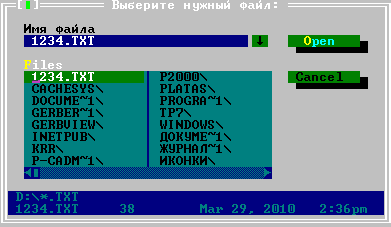 Выберите нужный файл:
Имя файла
1234.TXT
Open
Files
1234.TXT
CACHESYS\
DOCUME~1\
GERBER~1\
GERBVIEW\
INETPUB\
KRR\
P-CADM~1\
P2000\
PLATAS\
PROGRA~1\
TP7\
WINDOWS\
ДОКУМЕ~1\
ЖУРНАЛ~1\
ИКОНКИ\
Cancel
D:\*.TXT
1234.TXT 38 Mar 29, 2010 2:36pm